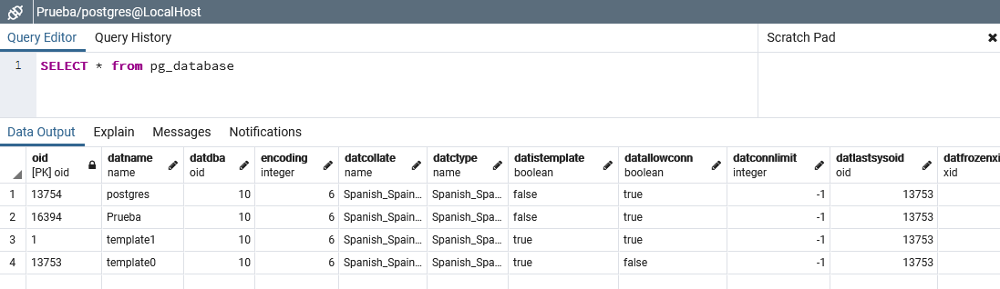 Prueba/postgres@LocalHost
Query Editor Query History Scratch Pad
1 SELECT * from pg_database
Data Output Explain Messages Notifications
oid datname datdba encoding datcollate datctype datistemplate datallowconn datconnlimit datlastsysoid datfrozenxi
[PK] oid name oid integer name name boolean boolean integer oid xid
1 13754 postgres 10 6 Spanish_Spain... Spanish_Spa... false true -1 13753
2 16394 Prueba 10 6 Spanish_Spain... Spanish_Spa... false true -1 13753
3 1 template1 10 6 Spanish_Spain... Spanish_Spa... true true -1 13753
4 13753 template0 10 6 Spanish_Spain... Spanish_Spa... true false -1 13753